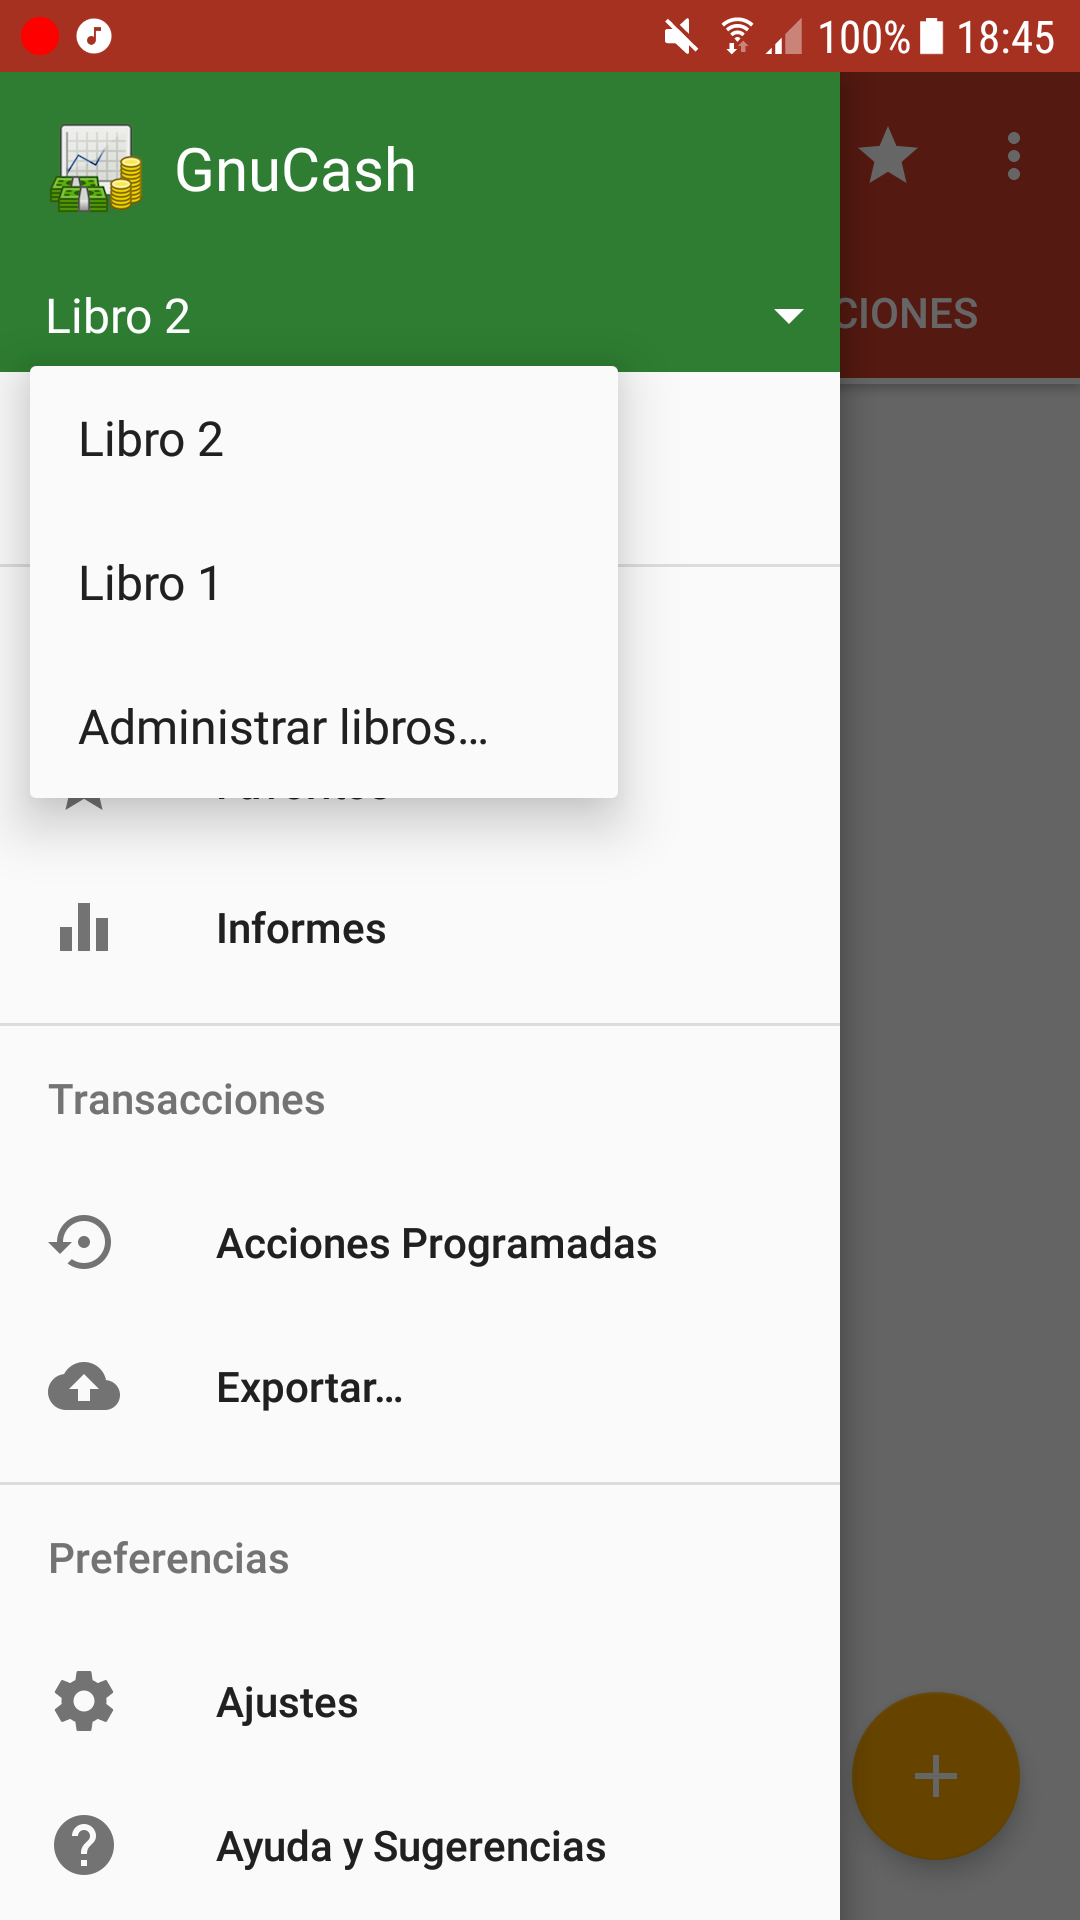 100% 18:45
GnuCash
Libro 2
CIONES
Libro 2
Libro 1
Administrar libros...
Informes
Transacciones
Acciones Programadas
Exportar...
Preferencias
Ajustes
Ayuda y Sugerencias